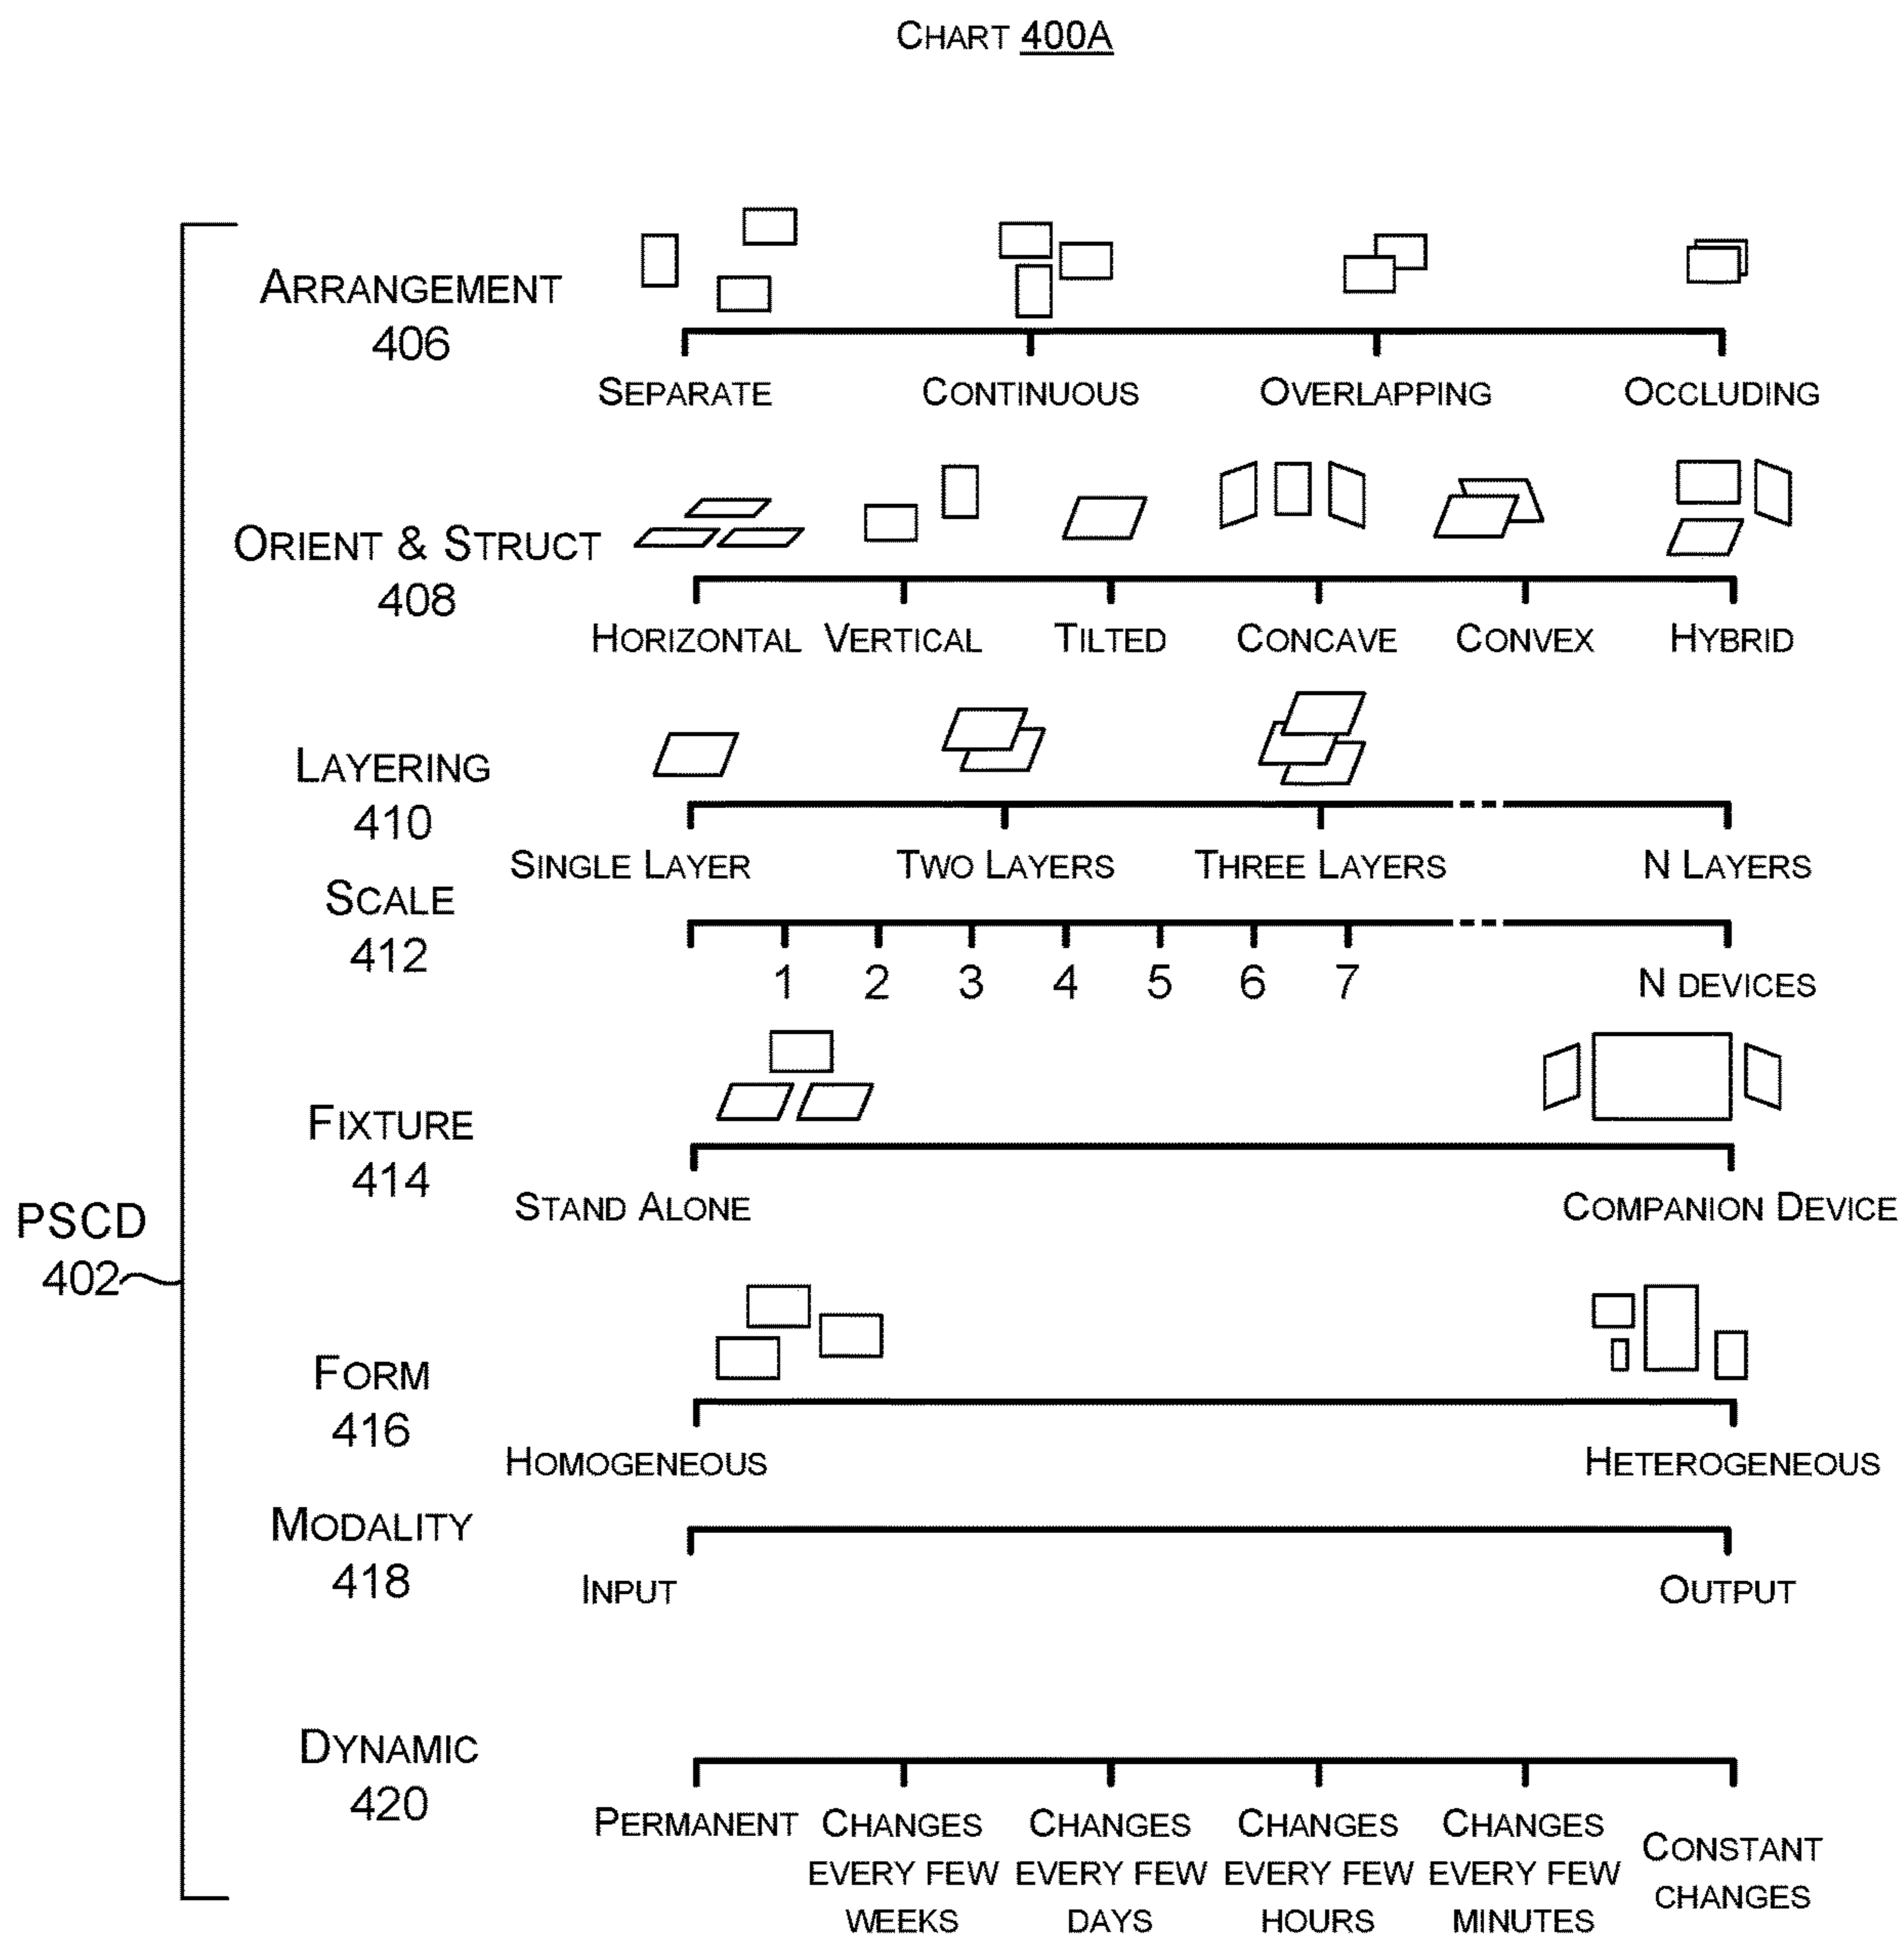 CHART 400A
ARRANGEMENT
406
SEPARATE CONTINUOUS OVERLAPPING OCCLUDING
ORIENT & STRUCT
408
HORIZONTAL VERTICAL TILTED CONCAVE CONVEX HYBRID
LAYERING
410
SINGLE LAYER TWO LAYERS THREE LAYERS N LAYERS
SCALE
412
1 2 3 4 5 6 7 N DEVICES
FIXTURE
414
STAND ALONE COMPANION DEVICE
PSCD
402
FORM
416
HOMOGENEOUS HETEROGENEOUS
MODALITY
418
INPUT OUTPUT
DYNAMIC
420
PERMANENT
CHANGES
EVERY FEW
WEEKS
CHANGES
EVERY FEW
DAYS
CHANGES
EVERY FEW
HOURS
CHANGES
EVERY FEW
MINUTES
CONSTANT
CHANGES